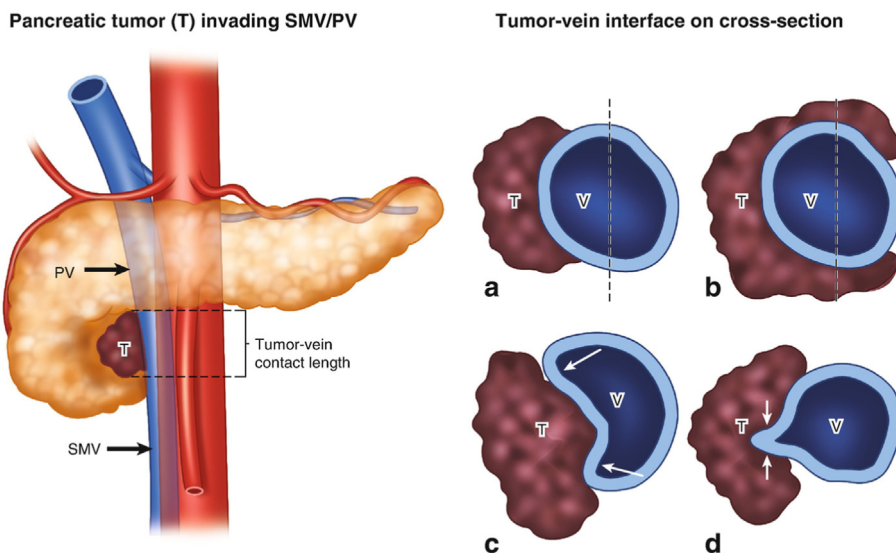 Pancreatic tumor (T) invading SMV/PV
Tumor-vein interface on cross-section
PV
T
Tumor-vein
contact length
SMV
T
V
a
T
V
b
T
V
c
T
V
d